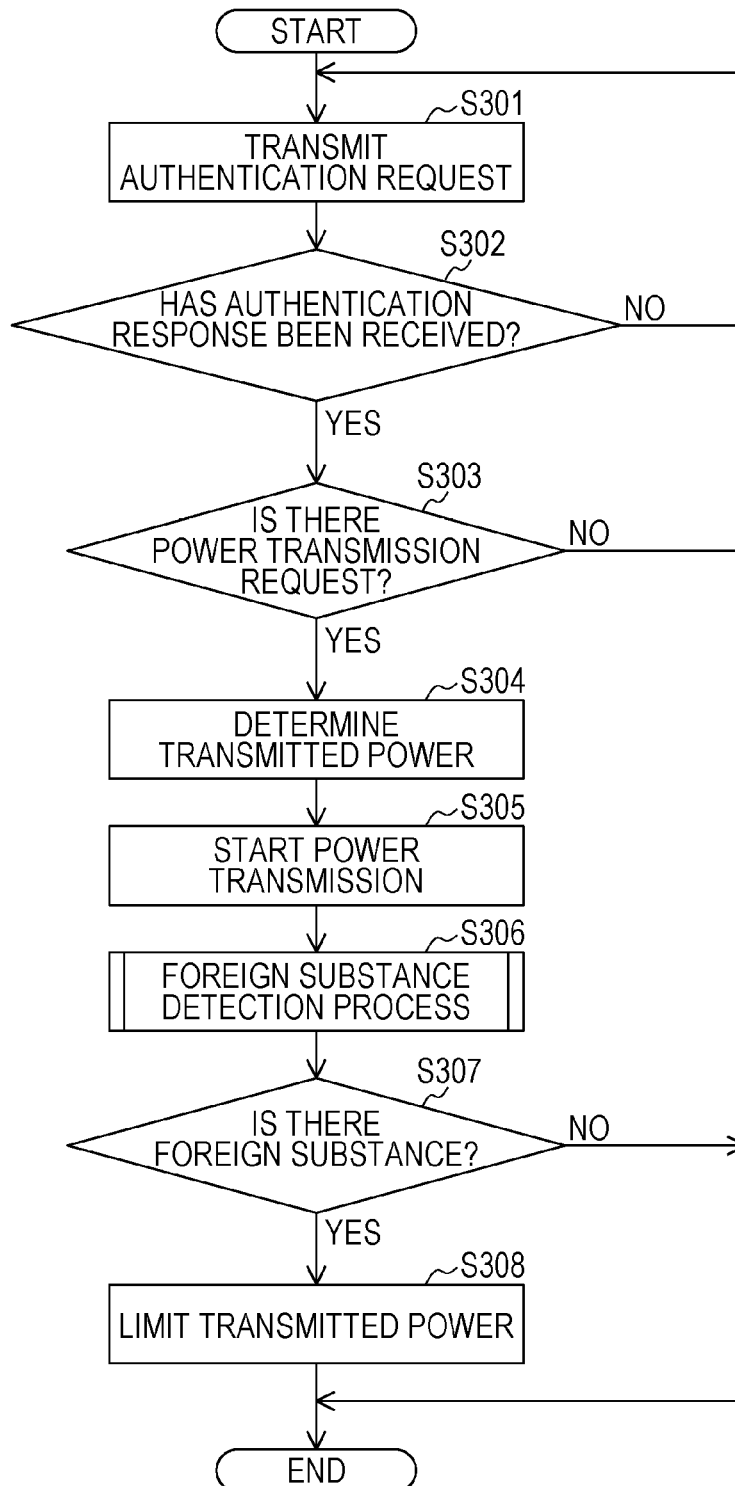 START
S301
TRANSMIT
AUTHENTICATION REQUEST
S302
HAS AUTHENTICATION
RESPONSE BEEN RECEIVED?
NO
YES
S303
IS THERE
POWER TRANSMISSION
REQUEST?
NO
YES
S304
DETERMINE
TRANSMITTED POWER
S305
START POWER
TRANSMISSION
S306
FOREIGN SUBSTANCE
DETECTION PROCESS
S307
IS THERE
FOREIGN SUBSTANCE?
NO
YES
S308
LIMIT TRANSMITTED POWER
END